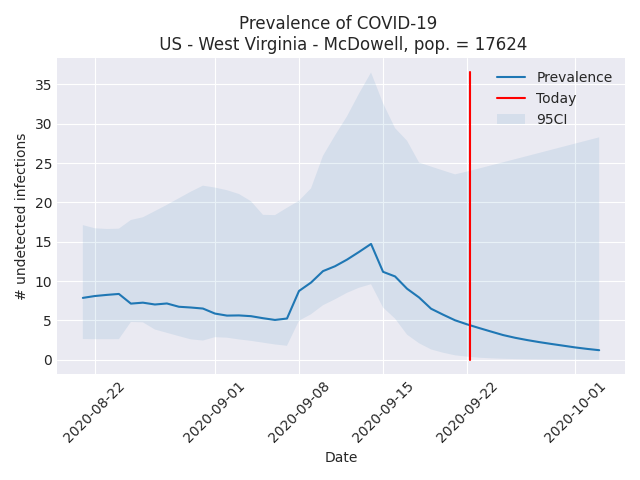 Prevalence of COVID-19
US - West Virginia - McDowell, pop. = 17624
# undetected infections
35
30
25
20
15
10
5
0
Prevalence
Today
95CI
2020-08-22
2020-09-01
2020-09-08
2020-09-15
2020-09-22
2020-10-01
Date